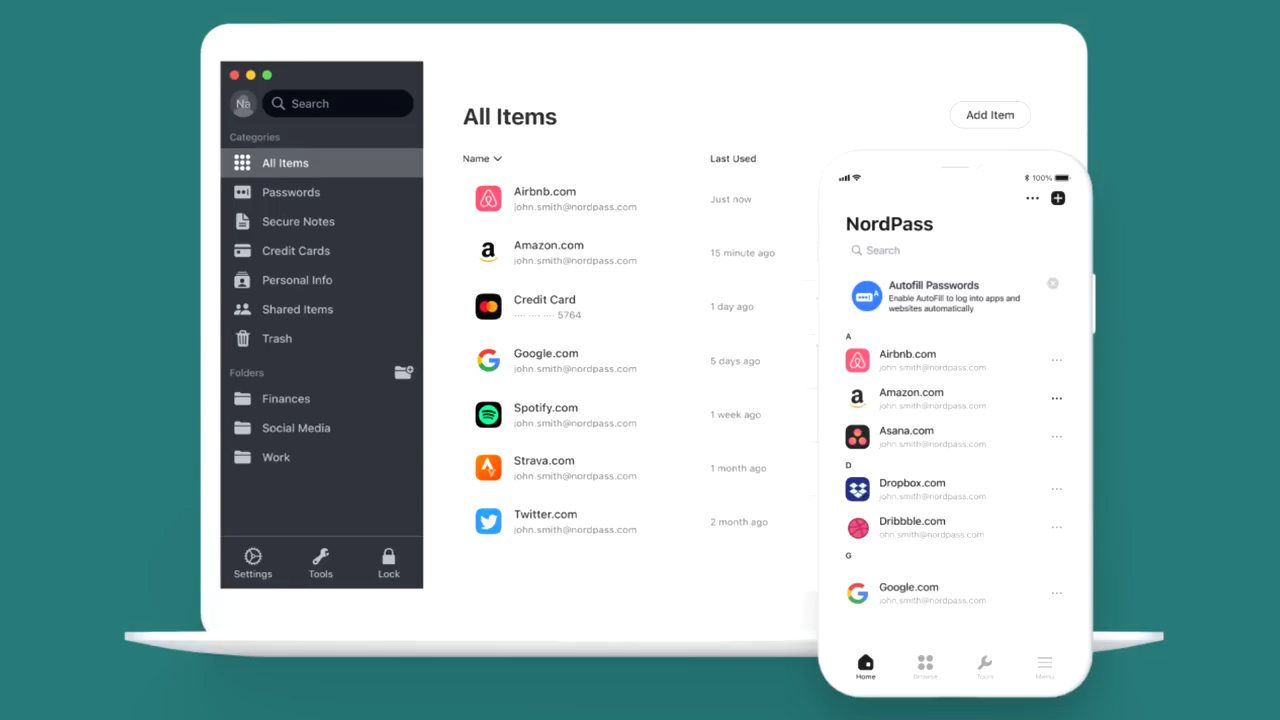 Na
Search
Categories
All Items
Passwords
Secure Notes
Credit Cards
Personal Info
Shared Items
Trash
Folders
Finances
Social Media
Work
Settings
Tools
Lock
All Items
Add Item
Name
Last Used
Airbnb.com
john.smith@nordpass.com
Just now
Amazon.com
john.smith@nordpass.com
15 minute ago
Credit Card
···· ···· ···· 5764
1 day ago
Google.com
john.smith@nordpass.com
5 days ago
Spotify.com
john.smith@nordpass.com
1 week ago
Strava.com
john.smith@nordpass.com
1 month ago
Twitter.com
john.smith@nordpass.com
2 month ago
100%
NordPass
Search
Autofill Passwords
Enable AutoFill to log into apps and
websites automatically
A
Airbnb.com
john.smith@nordpass.com
Amazon.com
john.smith@nordpass.com
Asana.com
john.smith@nordpass.com
D
Dropbox.com
john.smith@nordpass.com
Dribbble.com
ohn.smith@nordpass.com
G
Google.com
john.smith@nordpass.com
Home
Browse
Tools
Menu